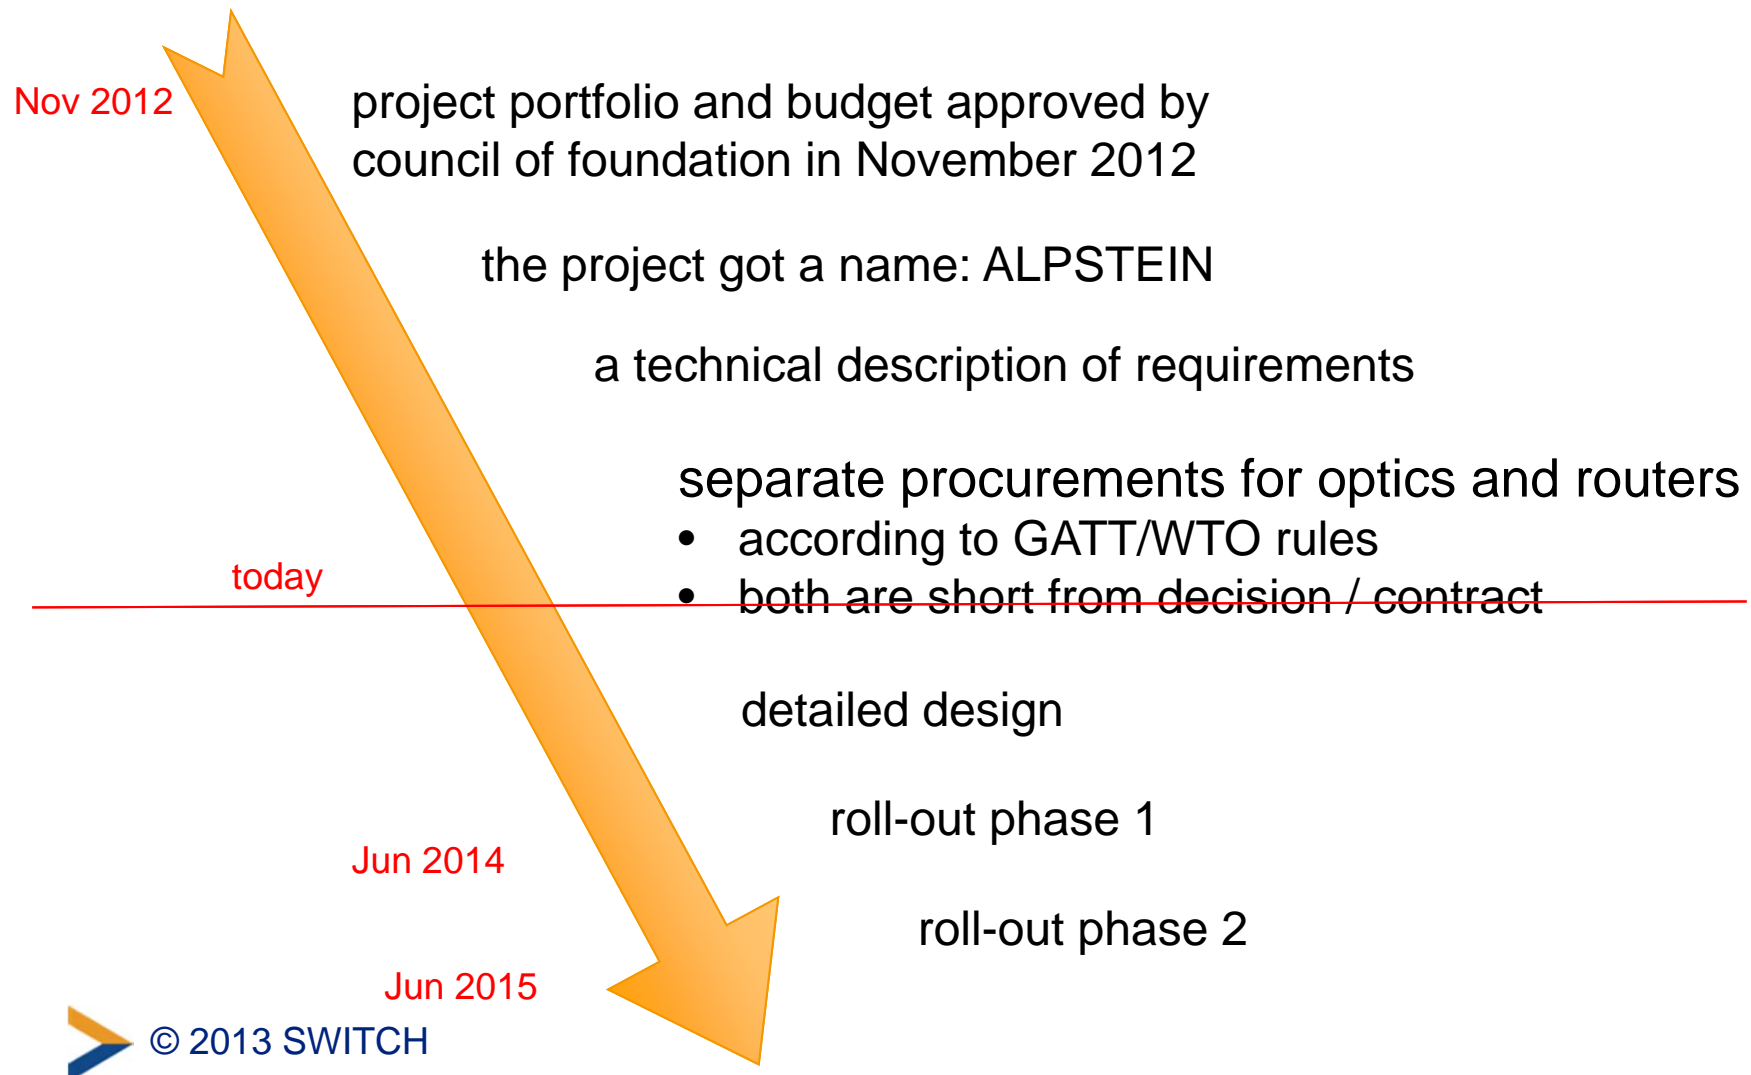 Nov 2012
project portfolio and budget approved by
council of foundation in November 2012
the project got a name: ALPSTEIN
a technical description of requirements
separate procurements for optics and routers
• according to GATT/WTO rules
today
• both are short from decision / contract
detailed design
roll-out phase 1
Jun 2014
roll-out phase 2
Jun 2015
© 2013 SWITCH